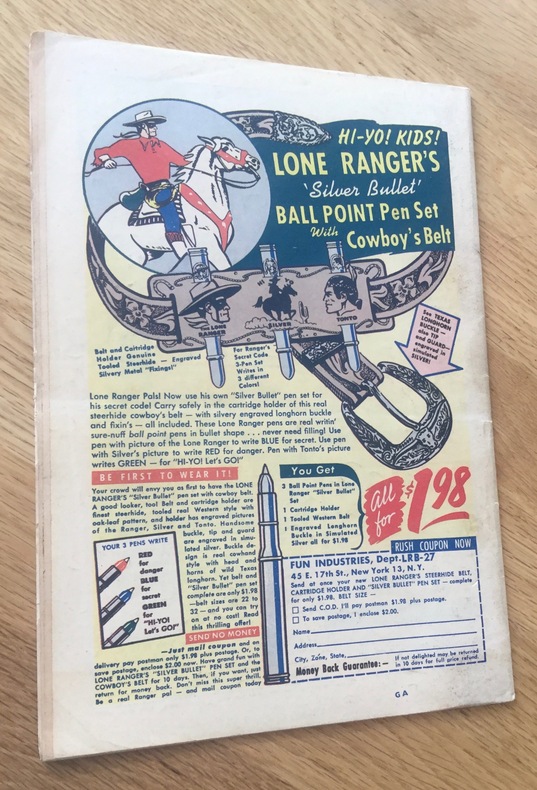 HI-YO! KIDS!
LONE RANGER'S
'Silver Bullet'
BALL POINT Pen Set
With Cowboy's Belt
HI
THE LONE
RANGER
SILVER
TONTO
Belt and Cartridge
Holder Genuine
Tooled Steerhide — Engraved
Silvery Metal "Fixings!"
The Ranger's
Secret Code
3-Pen Set
Writes in
3 different
Colors!
See TEXAS
LONGHORN
BUCKLE —
also TIP
and GUARD—
engraved in
simulated
SILVER!
Lone Ranger Pals! Now use his own "Silver Bullet" pen set for
his secret code! Carry safely in the cartridge holder of this real
steerhide cowboy's belt – with silvery engraved longhorn buckle
and fixin's – all included. These Lone Ranger Pens are real writin'
sure-nuff ball point pens in bullet shape . . . never need filling! Use
pen with picture of the Lone Ranger to write BLUE for secret. Use pen
with Silver's picture to write RED for danger. Pen with Tonto's picture
writes GREEN – for "HI-YO! Let's GO!"
BE FIRST TO WEAR IT!
Your crowd will envy you as first to have the LONE
RANGER'S "Silver Bullet" pen set with cowboy belt.
A good looker, too! Belt and cartridge holder are
finest steerhide, tooled real Western style with
oak-leaf pattern, and holder has engraved pictures
of the Lone Ranger, Silver and Tonto. Handsome
buckle, tip and guard
are engraved in simu-
lated silver. Buckle de-
sign is real cowhand
style with head and
horns of wild Texas
longhorn. Yet belt and
"Silver Bullet" pen set
complete are only $1.98
—belt sizes are 22 to
32 — and you can try
on at no cost! Read
this thrilling offer!
YOUR 3 PENS WRITE
RED
for
danger
BLUE
for
secret
GREEN
for
"HI-YO!
Let's GO!"
SEND NO MONEY
—Just mail coupon and on
delivery pay postman only $1.98 plus postage. Or, to
save postage, enclose $2.00 now. Have grand fun with
LONE RANGER'S "SILVER BULLET" PEN SET and the
COWBOY'S BELT for 10 days. Then, if you want, just
return for money back. Don't miss this super thrill.
Be a real Ranger pal — and mail coupon today
You Get
3 Ball Point Pens in Lone
Ranger "Silver Bullet"
Set
1 Cartridge Holder
1 Tooled Western Belt
1 Engraved Longhorn
Buckle in Simulated
Silver all for $1.98
all
for
$1.98
RUSH COUPON NOW
FUN INDUSTRIES, Dept. LRB-27
45 E. 17th St., New York 13, N.Y.
Send at once your new LONE RANGER'S STEERHIDE BELT,
CARTRIDGE HOLDER AND "SILVER BULLET" PEN SET — complete
for only $1.98. BELT SIZE —
☐ Send C.O.D. I'll pay postman $1.98 plus postage.
☐ To save postage, I enclose $2.00.
Name
Address
City, Zone, State
Money Back Guarantee:— If not delighted may be returned
in 10 days for full price refund.
GA